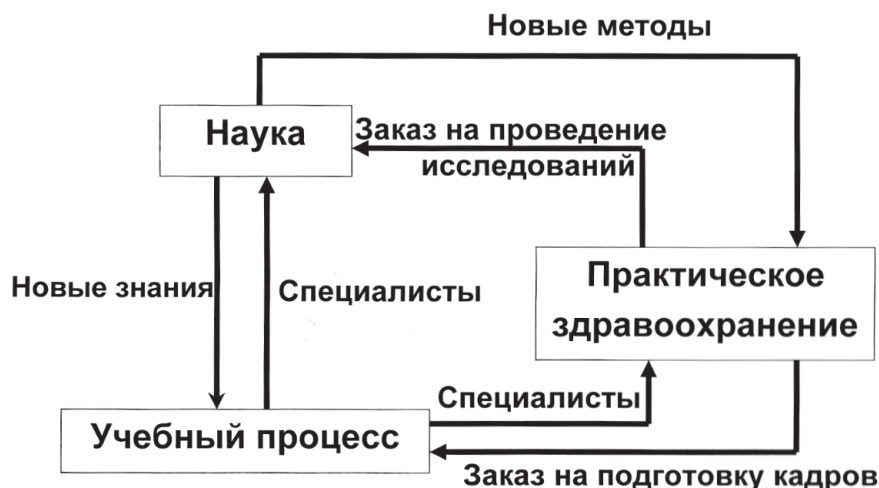 Новые методы
Наука
Заказ на проведение
исследований
Практическое
здравоохранение
Новые знания
Специалисты
Специалисты
Учебный процесс
Заказ на подготовку кадров